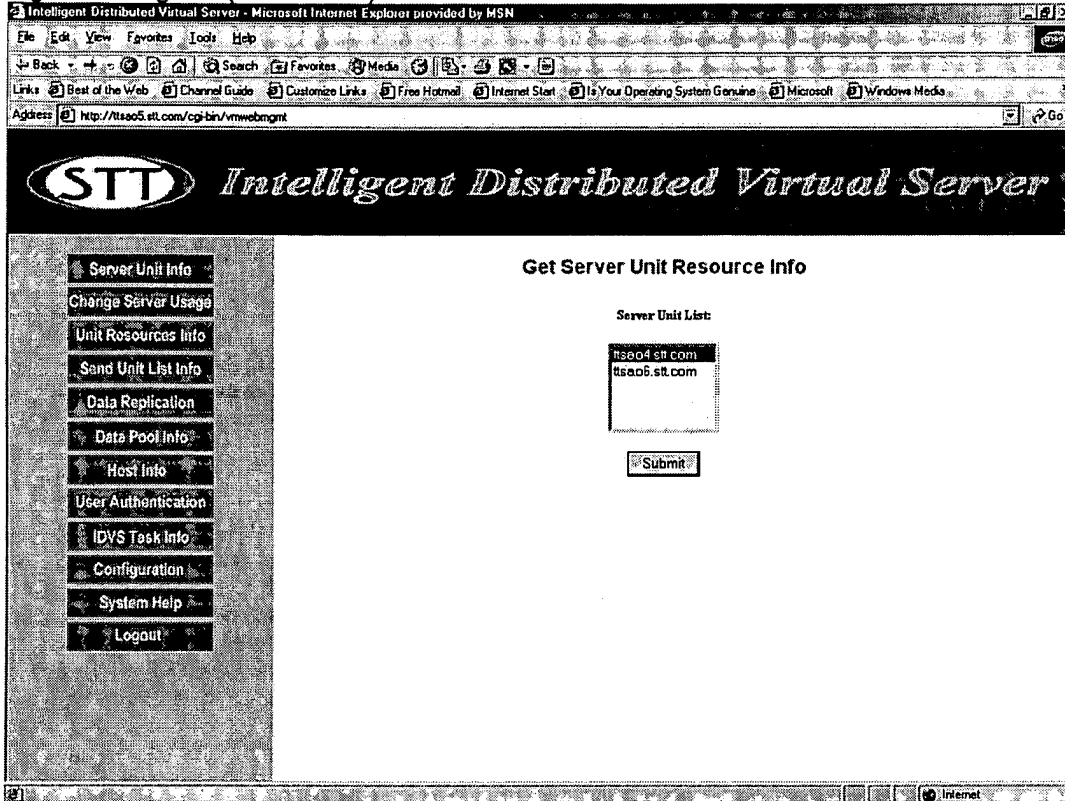 Intelligent Distributed Virtual Server - Microsoft Internet Explorer provided by MSN
File Edit View Favorites Tools Help
Back Search Favorites Media
Links Best of the Web Channel Guide Customize Links Free Hotmail Internet Start Is Your Operating System Genuine Microsoft Windows Media
Address http://ttsao5.stt.com/cgi-bin/vmwebmgmt Go
STT Intelligent Distributed Virtual Server
Server Unit Info
Change Server Usage
Unit Resources Info
Send Unit List Info
Data Replication
Data Pool Info
Host Info
User Authentication
IDVS Task Info
Configuration
System Help
Logout
Get Server Unit Resource Info
Server Unit List:
ttsao4.stt.com
ttsao6.stt.com
Submit
Internet